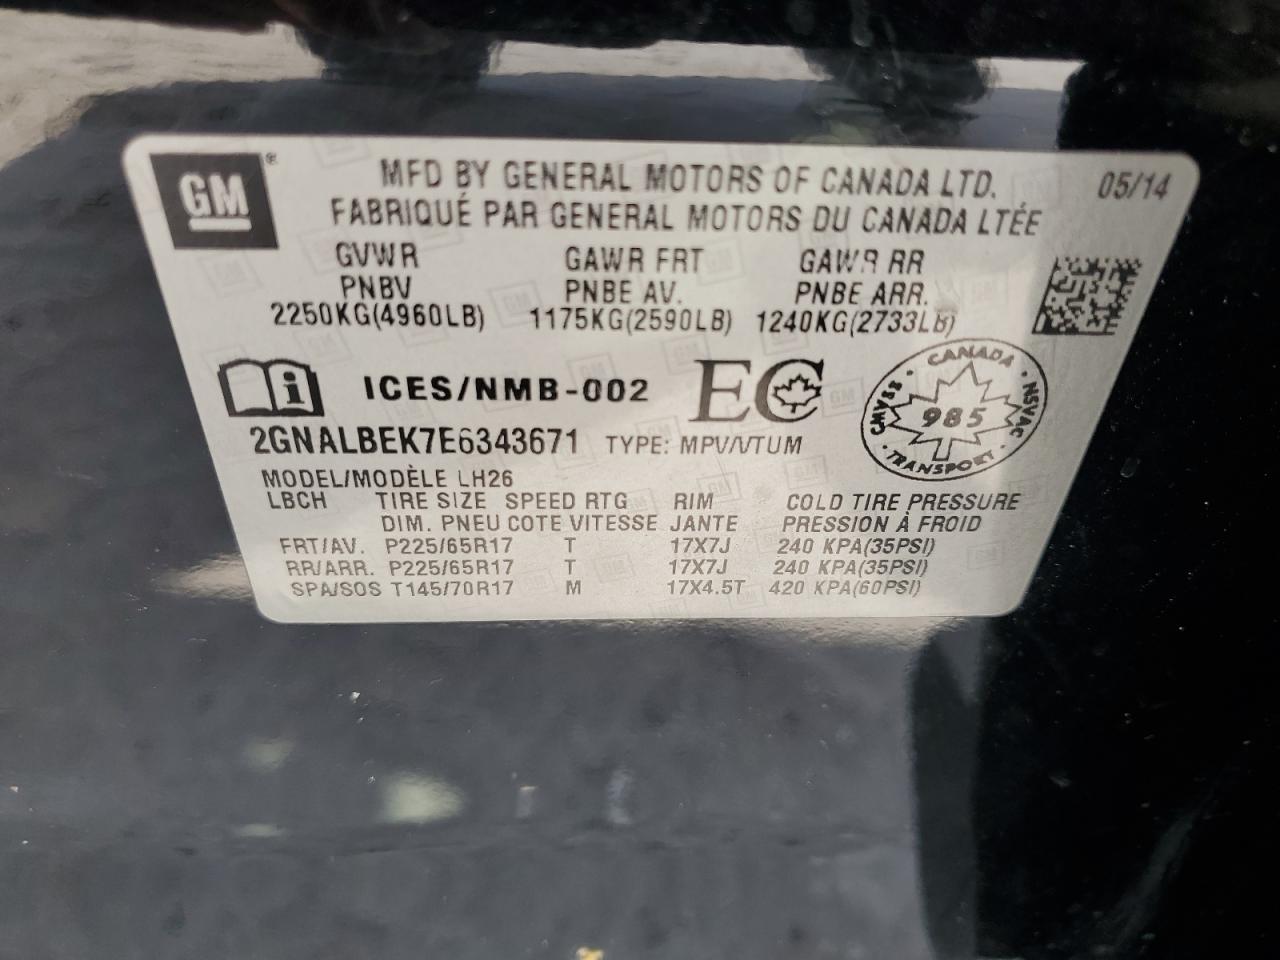 GM®
MFD BY GENERAL MOTORS OF CANADA LTD. 05/14
FABRIQUÉ PAR GENERAL MOTORS DU CANADA LTÉE
GVWR GAWR FRT GAWR RR
PNBV PNBE AV. PNBE ARR.
2250KG(4960LB) 1175KG(2590LB) 1240KG(2733LB)
ICES/NMB-002 EC
CANADA · NSVAC · TRANSPORT · CMVSS ·
985
2GNALBEK7E6343671 TYPE: MPV/VTUM
MODEL/MODÈLE LH26
LBCH TIRE SIZE SPEED RTG RIM COLD TIRE PRESSURE
DIM. PNEU COTE VITESSE JANTE PRESSION À FROID
FRT/AV. P225/65R17 T 17X7J 240 KPA(35PSI)
RR/ARR. P225/65R17 T 17X7J 240 KPA(35PSI)
SPA/SOS T145/70R17 M 17X4.5T 420 KPA(60PSI)